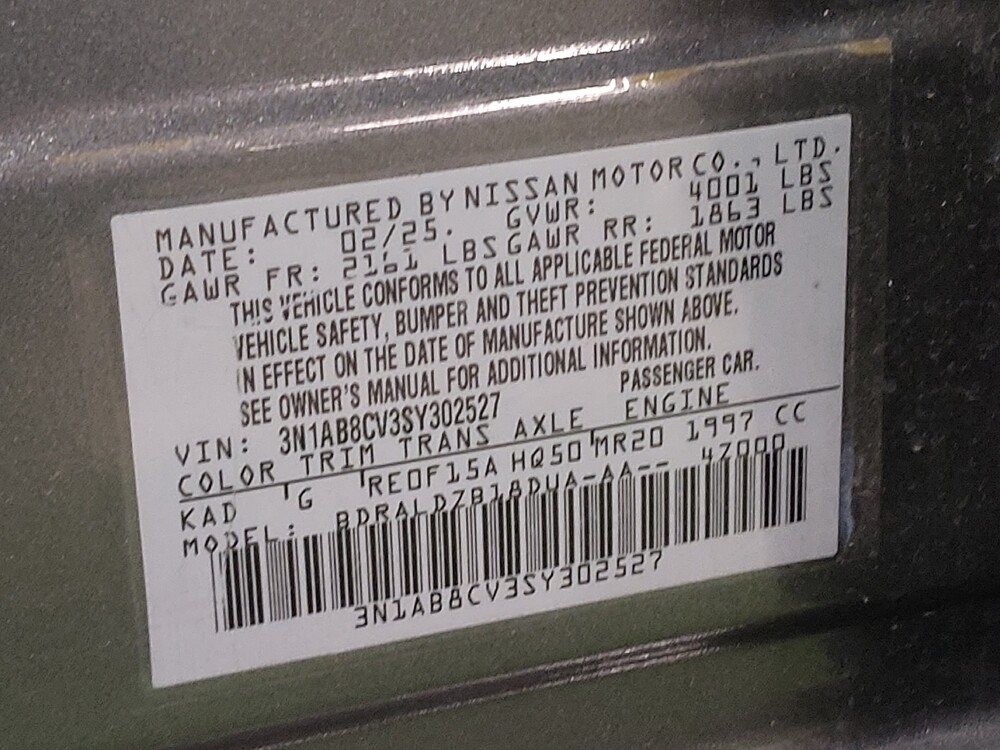 MANUFACTURED BY NISSAN MOTOR CO., LTD.
DATE: 02/25. GVWR: 4001 LBS
GAWR FR: 2161 LBS GAWR RR: 1863 LBS
THIS VEHICLE CONFORMS TO ALL APPLICABLE FEDERAL MOTOR
VEHICLE SAFETY, BUMPER AND THEFT PREVENTION STANDARDS
IN EFFECT ON THE DATE OF MANUFACTURE SHOWN ABOVE.
SEE OWNER'S MANUAL FOR ADDITIONAL INFORMATION.
VIN: 3N1AB8CV3SY302527 PASSENGER CAR.
COLOR TRIM TRANS AXLE ENGINE
KAD G RE0F15A HQ50 MR20 1997 CC
MODEL: BDRALDZB18DUA-AA-- 47000
3N1AB8CV3SY302527